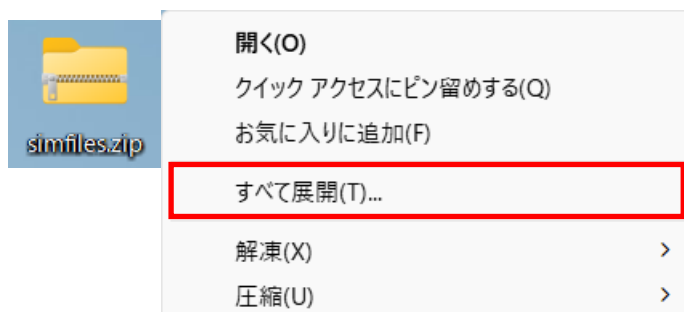 simfiles.zip
開く(O)
クイック アクセスにピン留めする(Q)
お気に入りに追加(F)
すべて展開(T)...
解凍(X)
圧縮(U)